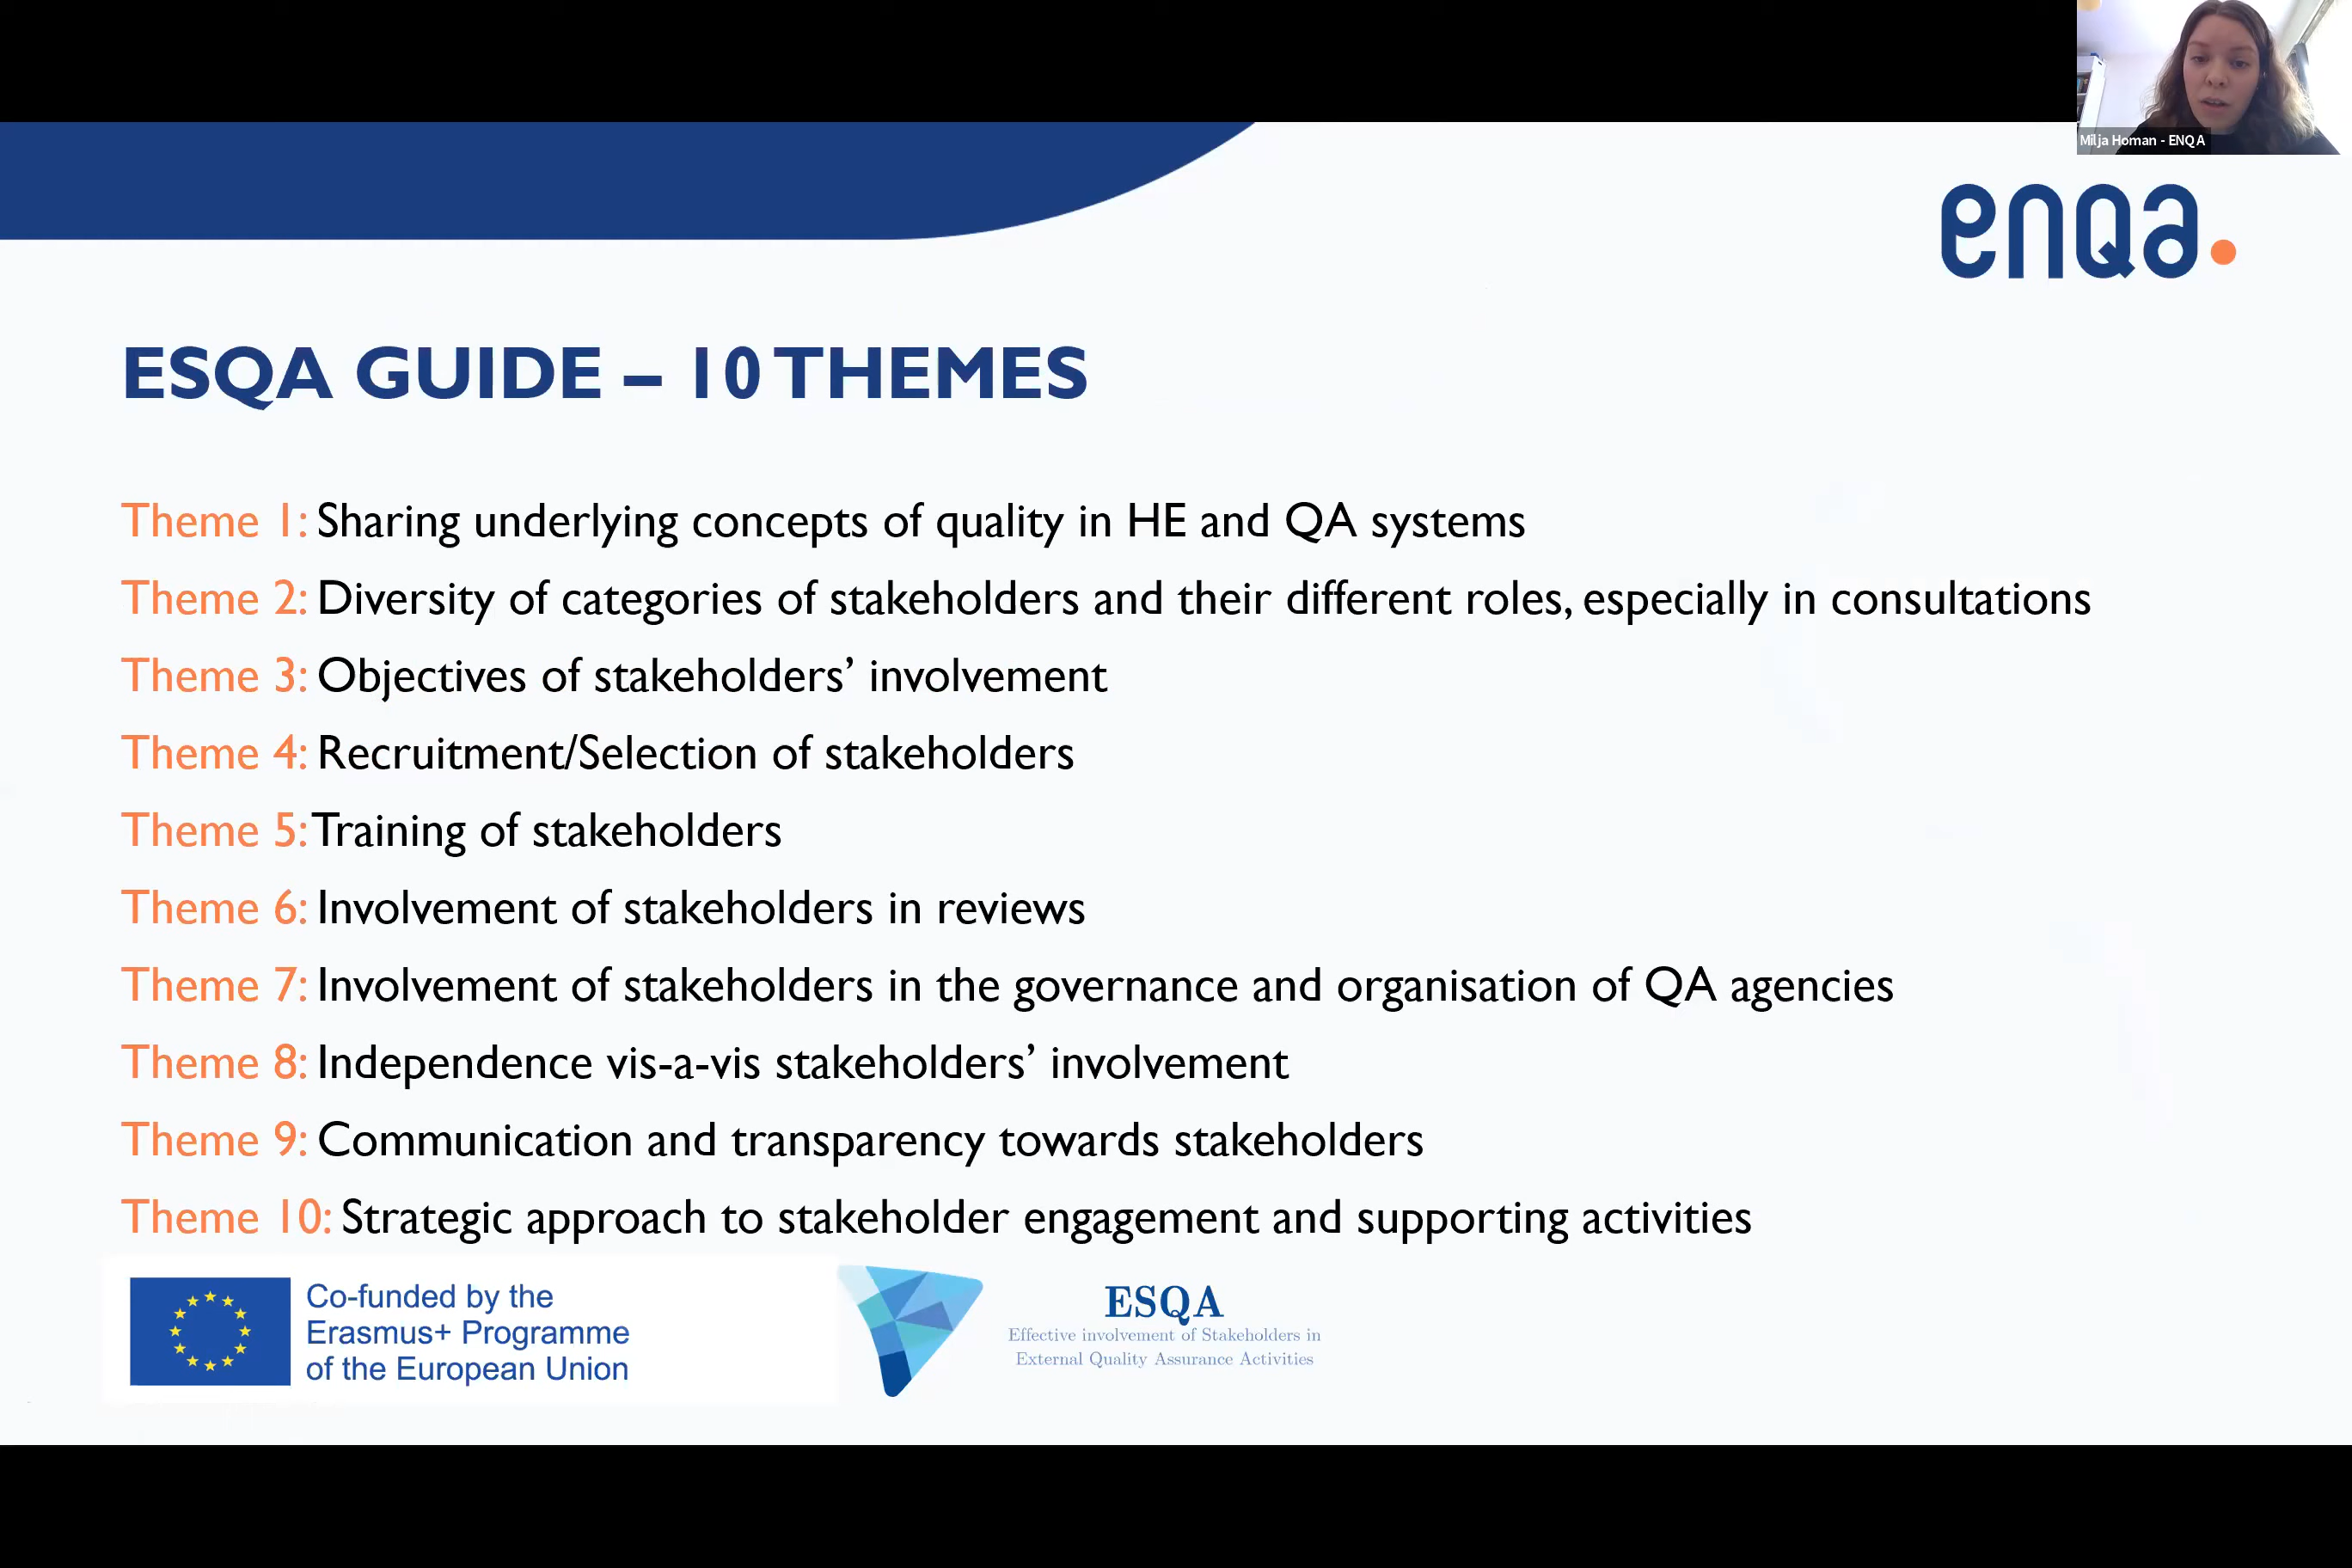 Milja Homan - ENQA
enqa.
ESQA GUIDE – 10 THEMES
Theme 1: Sharing underlying concepts of quality in HE and QA systems
Theme 2: Diversity of categories of stakeholders and their different roles, especially in consultations
Theme 3: Objectives of stakeholders’ involvement
Theme 4: Recruitment/Selection of stakeholders
Theme 5: Training of stakeholders
Theme 6: Involvement of stakeholders in reviews
Theme 7: Involvement of stakeholders in the governance and organisation of QA agencies
Theme 8: Independence vis-a-vis stakeholders’ involvement
Theme 9: Communication and transparency towards stakeholders
Theme 10: Strategic approach to stakeholder engagement and supporting activities
Co-funded by the
Erasmus+ Programme
of the European Union
ESQA
Effective involvement of Stakeholders in
External Quality Assurance Activities